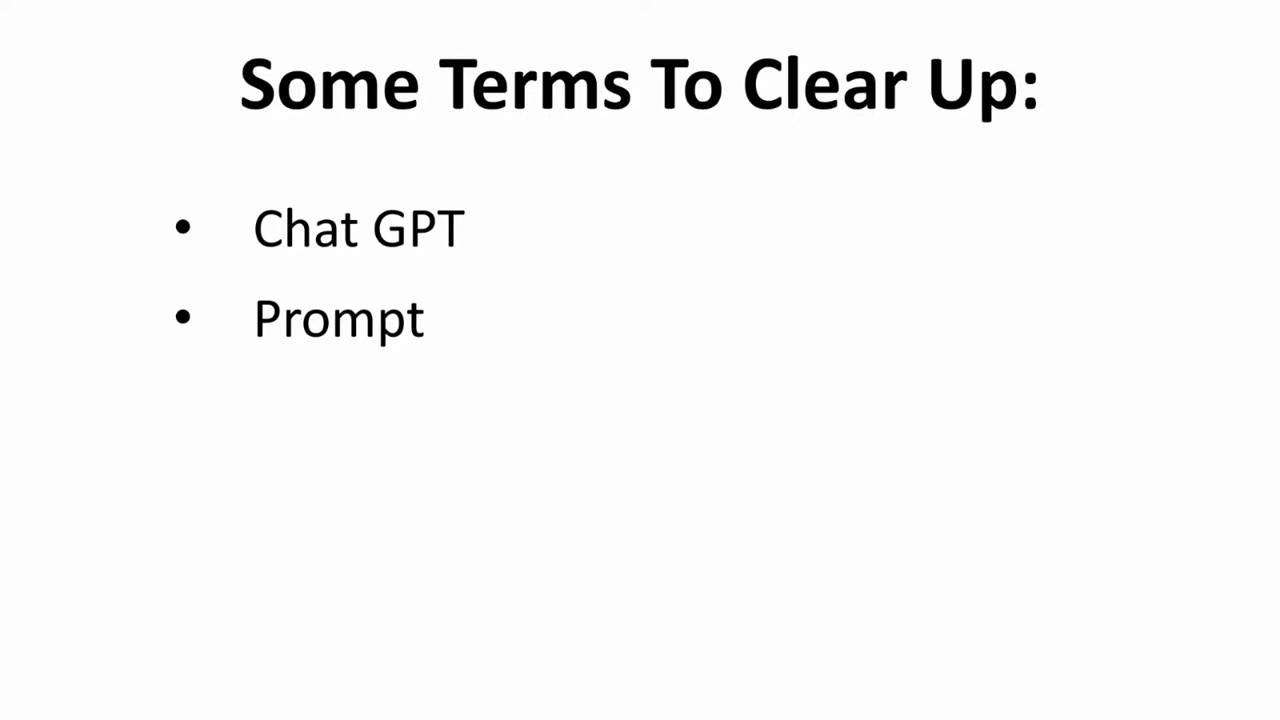 Some Terms To Clear Up:
• Chat GPT
• Prompt